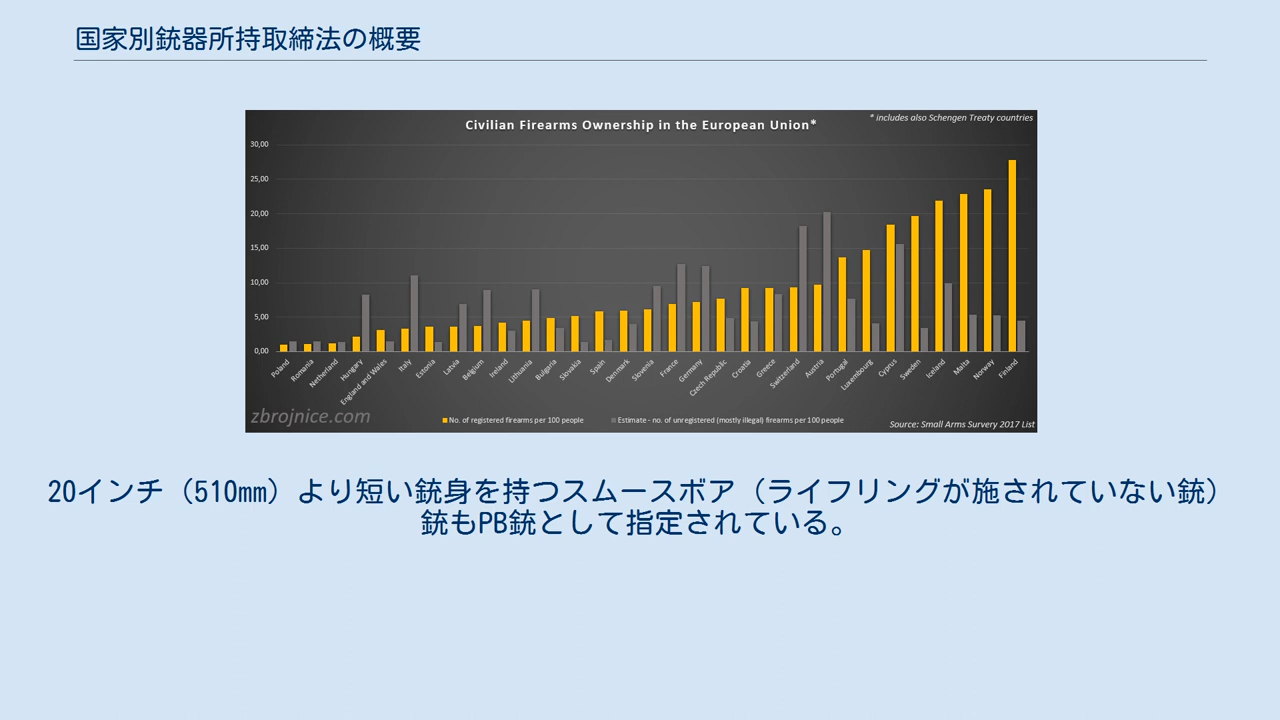 国家別銃器所持取締法の概要
Civilian Firearms Ownership in the European Union*
* includes also Schengen Treaty countries
30,00
25,00
20,00
15,00
10,00
5,00
0,00
Poland
Romania
Netherland
Hungary
England and Wales
Italy
Estonia
Latvia
Belgium
Ireland
Lithuania
Bulgaria
Slovakia
Spain
Denmark
Slovenia
France
Germany
Czech Republic
Croatia
Greece
Switzerland
Austria
Portugal
Luxembourg
Cyprus
Sweden
Iceland
Malta
Norway
Finland
zbrojnice.com
No. of registered firearms per 100 people
Estimate - no. of unregistered (mostly illegal) firearms per 100 people
Source: Small Arms Survery 2017 List
20インチ（510mm）より短い銃身を持つスムースボア（ライフリングが施されていない銃）
銃もPB銃として指定されている。